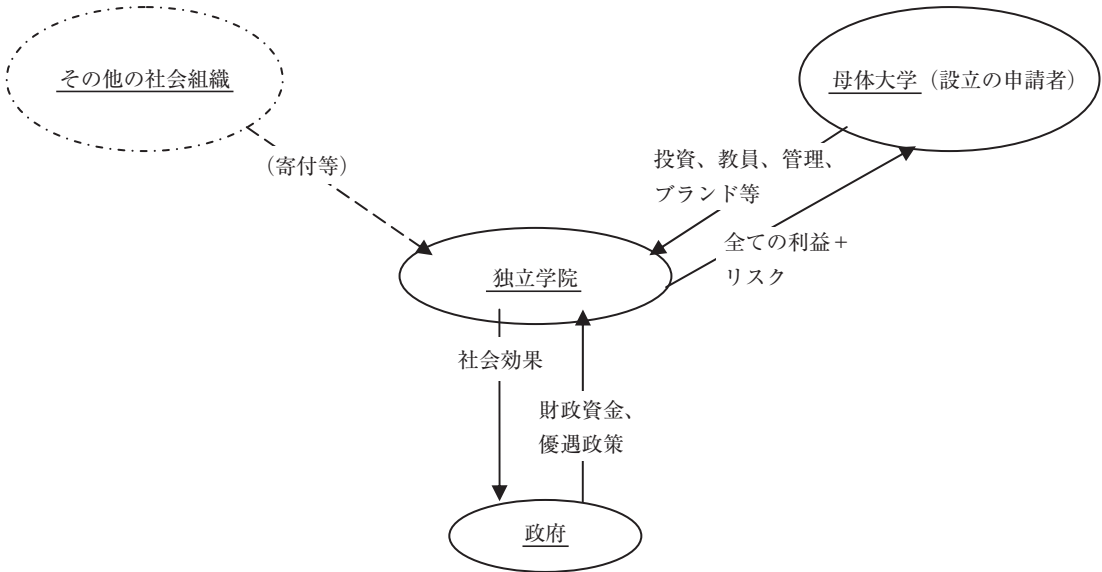 その他の社会組織
母体大学（設立の申請者）
（寄付等）
投資、教員、管理、
ブランド等
全ての利益＋
リスク
独立学院
社会効果
財政資金、
優遇政策
政府